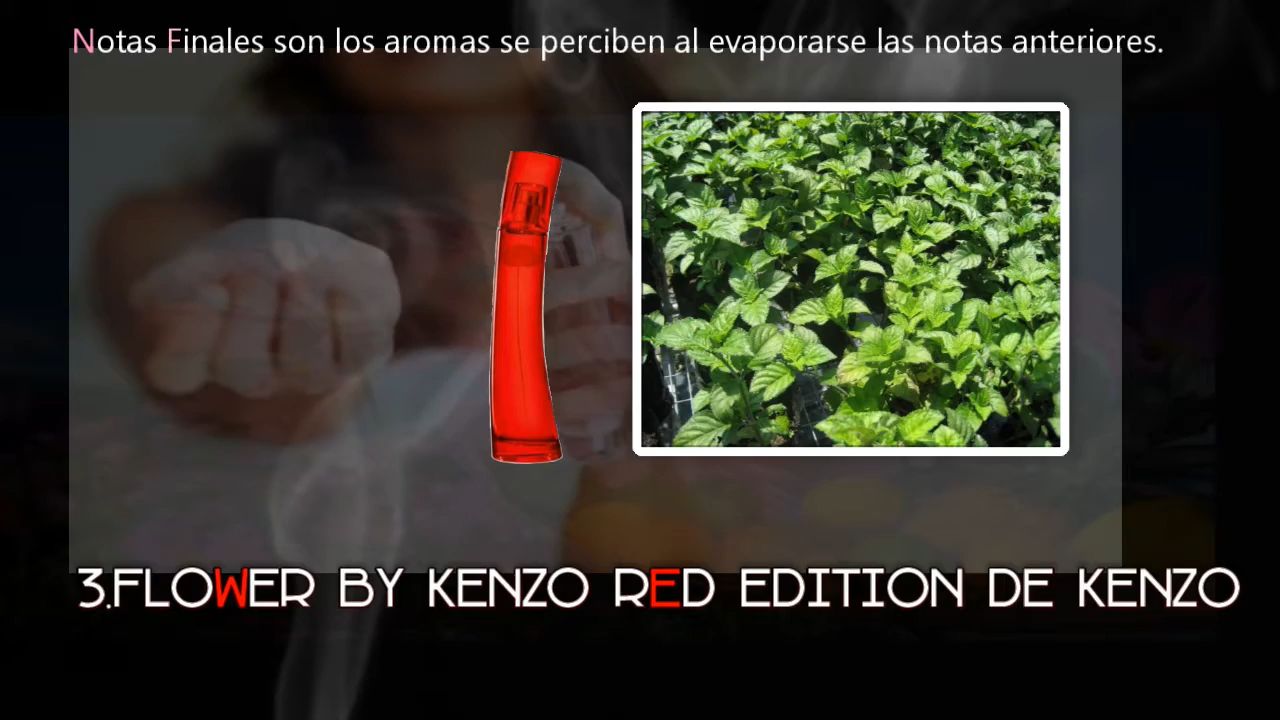 Notas Finales son los aromas se perciben al evaporarse las notas anteriores.
3.FLOWER BY KENZO RED EDITION DE KENZO